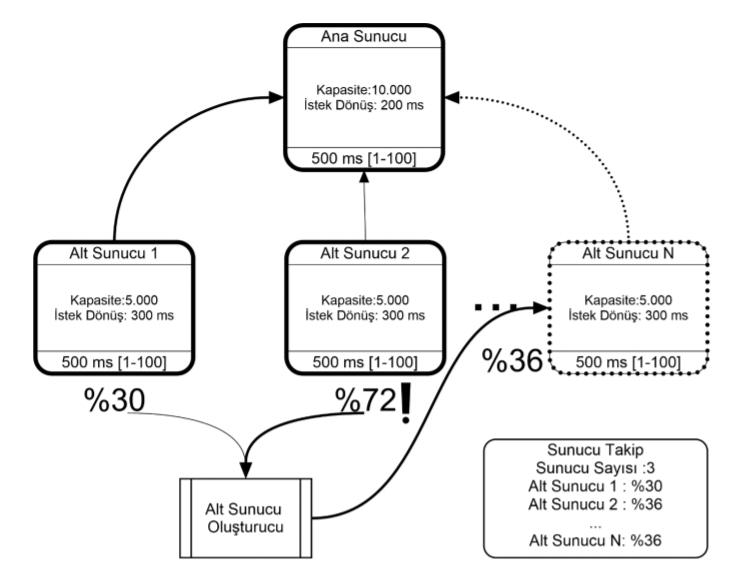 Ana Sunucu
Kapasite:10.000
İstek Dönüş: 200 ms
500 ms [1-100]
Alt Sunucu 1
Kapasite:5.000
İstek Dönüş: 300 ms
500 ms [1-100]
%30
Alt Sunucu 2
Kapasite:5.000
İstek Dönüş: 300 ms
500 ms [1-100]
%72!
...
Alt Sunucu N
Kapasite:5.000
İstek Dönüş: 300 ms
500 ms [1-100]
%36
Alt Sunucu
Oluşturucu
Sunucu Takip
Sunucu Sayısı :3
Alt Sunucu 1 : %30
Alt Sunucu 2 : %36
...
Alt Sunucu N: %36